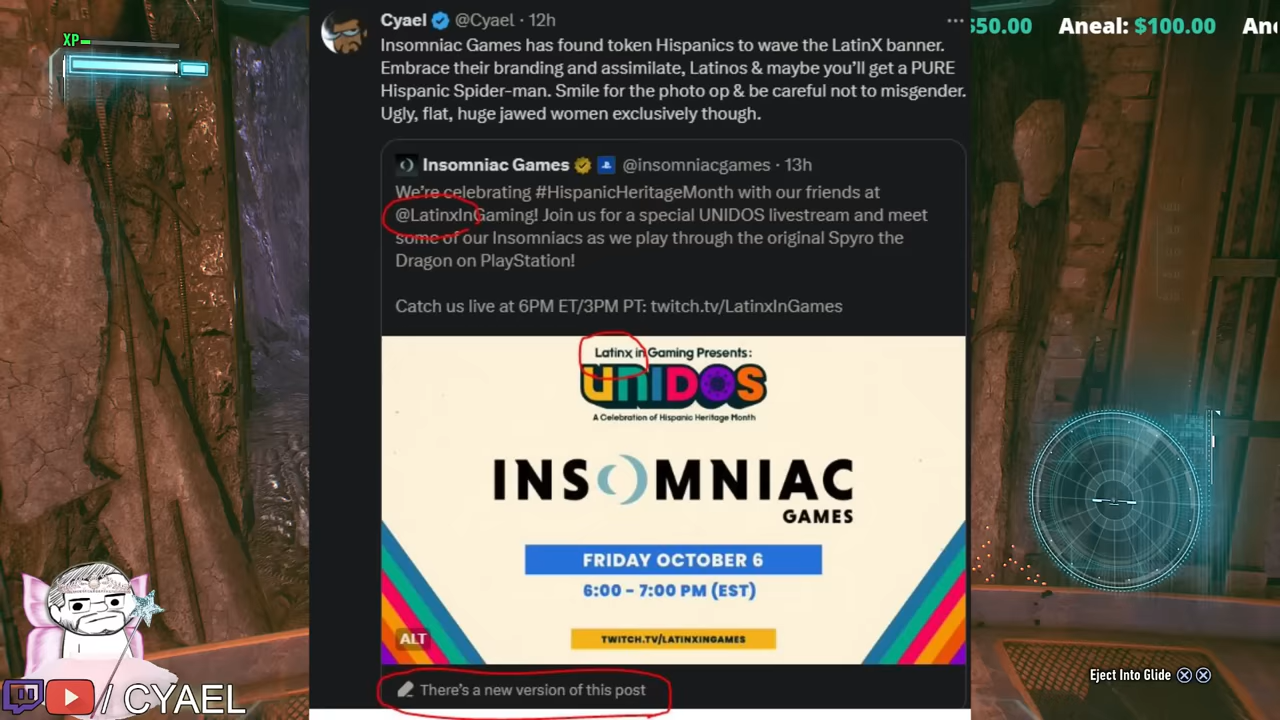 XP
$50.00 Aneal: $100.00 An
Cyael @Cyael · 12h
Insomniac Games has found token Hispanics to wave the LatinX banner.
Embrace their branding and assimilate, Latinos & maybe you'll get a PURE
Hispanic Spider-man. Smile for the photo op & be careful not to misgender.
Ugly, flat, huge jawed women exclusively though.
Insomniac Games @insomniacgames · 13h
We're celebrating #HispanicHeritageMonth with our friends at
@LatinxInGaming! Join us for a special UNIDOS livestream and meet
some of our Insomniacs as we play through the original Spyro the
Dragon on PlayStation!
Catch us live at 6PM ET/3PM PT: twitch.tv/LatinxInGames
Latinx in Gaming Presents:
UNIDOS
A Celebration of Hispanic Heritage Month
INSOMNIAC
GAMES
FRIDAY OCTOBER 6
6:00 - 7:00 PM (EST)
TWITCH.TV/LATINXINGAMES
ALT
There's a new version of this post
/ CYAEL
Eject Into Glide